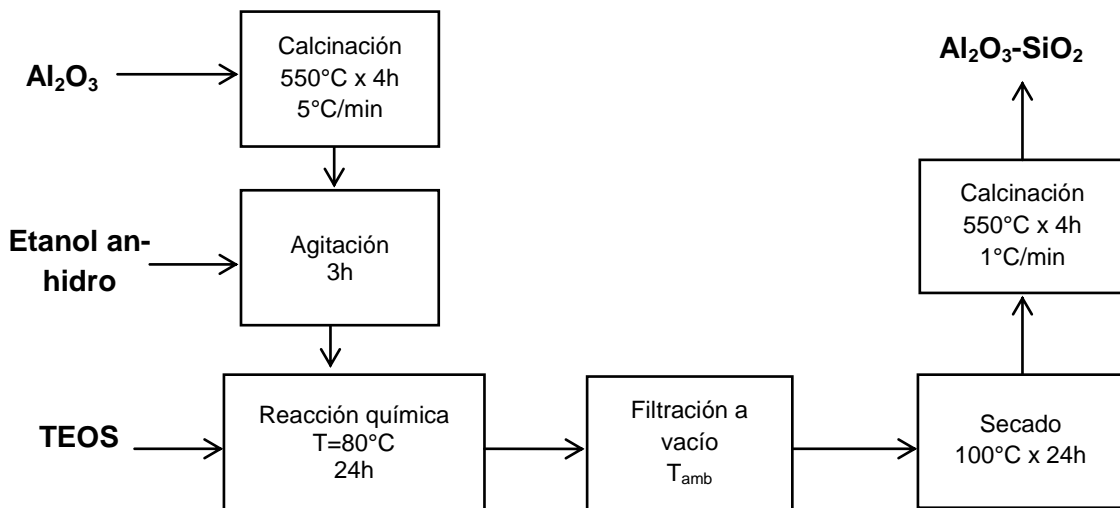 Al₂O₃
Calcinación
550°C x 4h
5°C/min
Etanol an-
hidro
Agitación
3h
TEOS
Reacción química
T=80°C
24h
Filtración a
vacío
Tamb
Secado
100°C x 24h
Calcinación
550°C x 4h
1°C/min
Al₂O₃-SiO₂